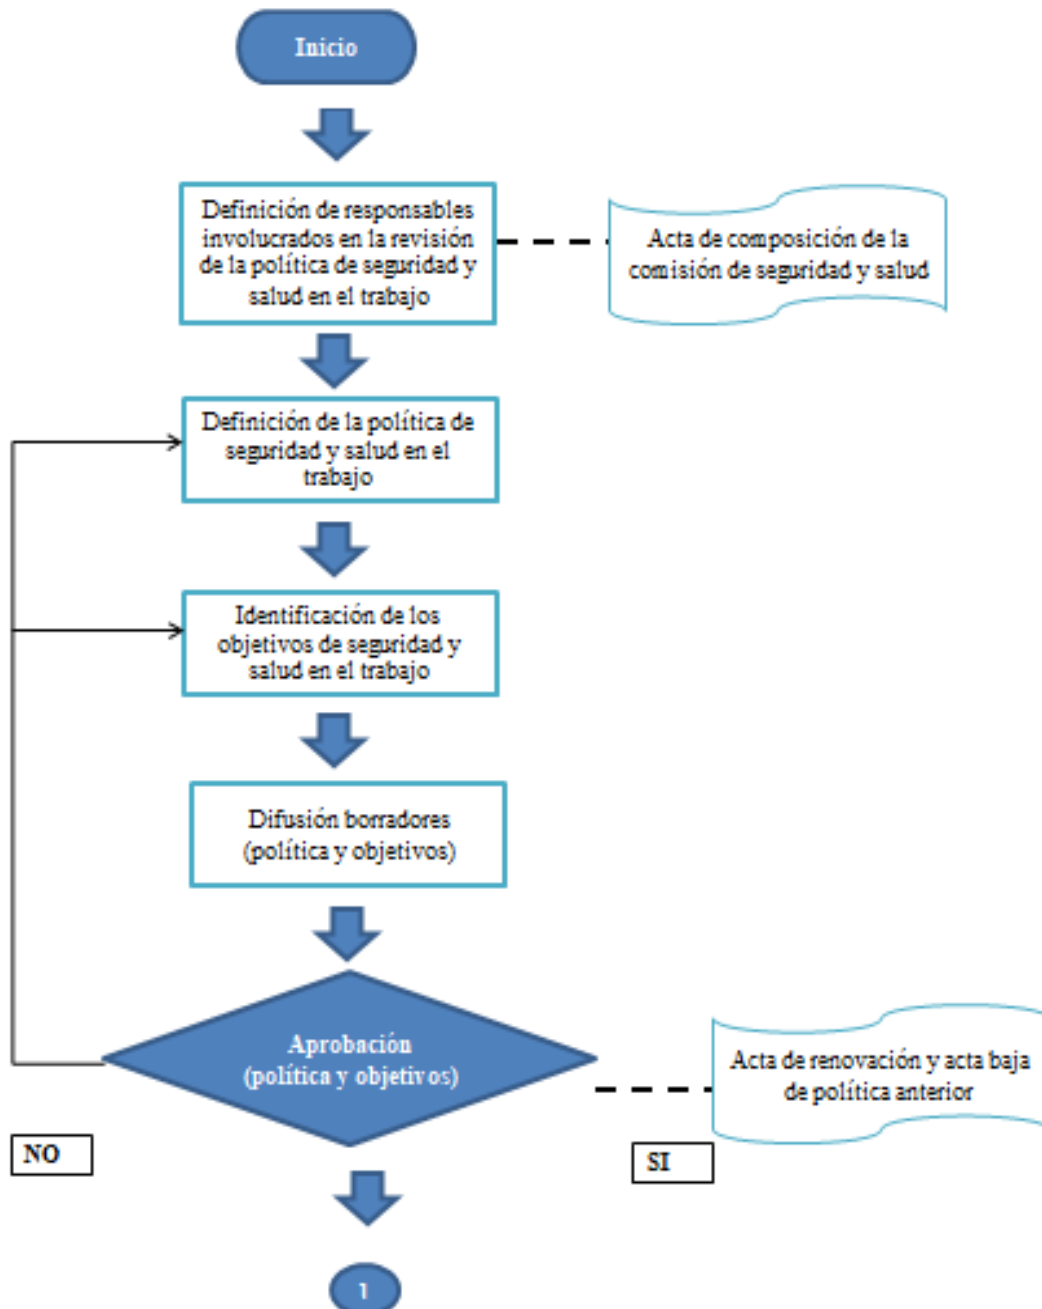 Inicio
Definición de responsables
involucrados en la revisión
de la política de seguridad y
salud en el trabajo
Acta de composición de la
comisión de seguridad y salud
Definición de la política de
seguridad y salud en el
trabajo
Identificación de los
objetivos de seguridad y
salud en el trabajo
Difusión borradores
(política y objetivos)
Aprobación
(política y objetivos)
Acta de renovación y acta baja
de política anterior
NO
SI
1